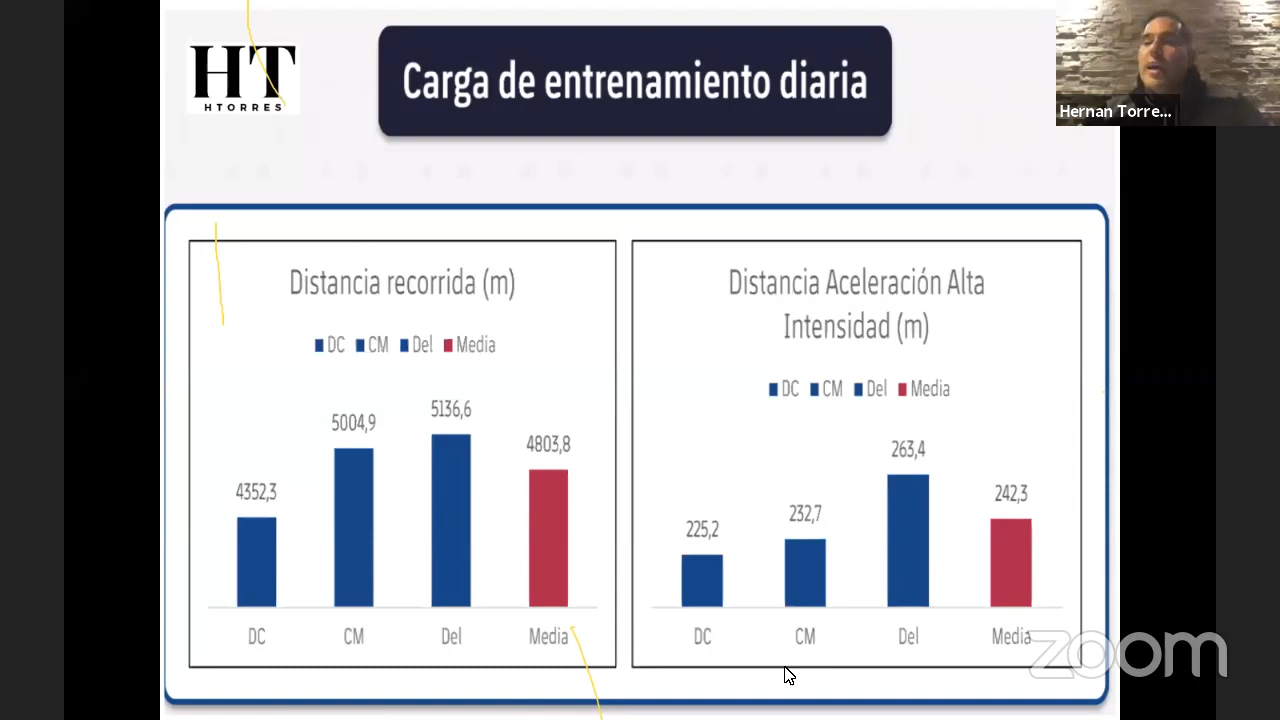 HT
HTORRES
Carga de entrenamiento diaria
Hernan Torre...
Distancia recorrida (m)
DC CM Del Media
4352,3
5004,9
5136,6
4803,8
DC CM Del Media
Distancia Aceleración Alta
Intensidad (m)
DC CM Del Media
225,2
232,7
263,4
242,3
DC CM Del Media
zoom